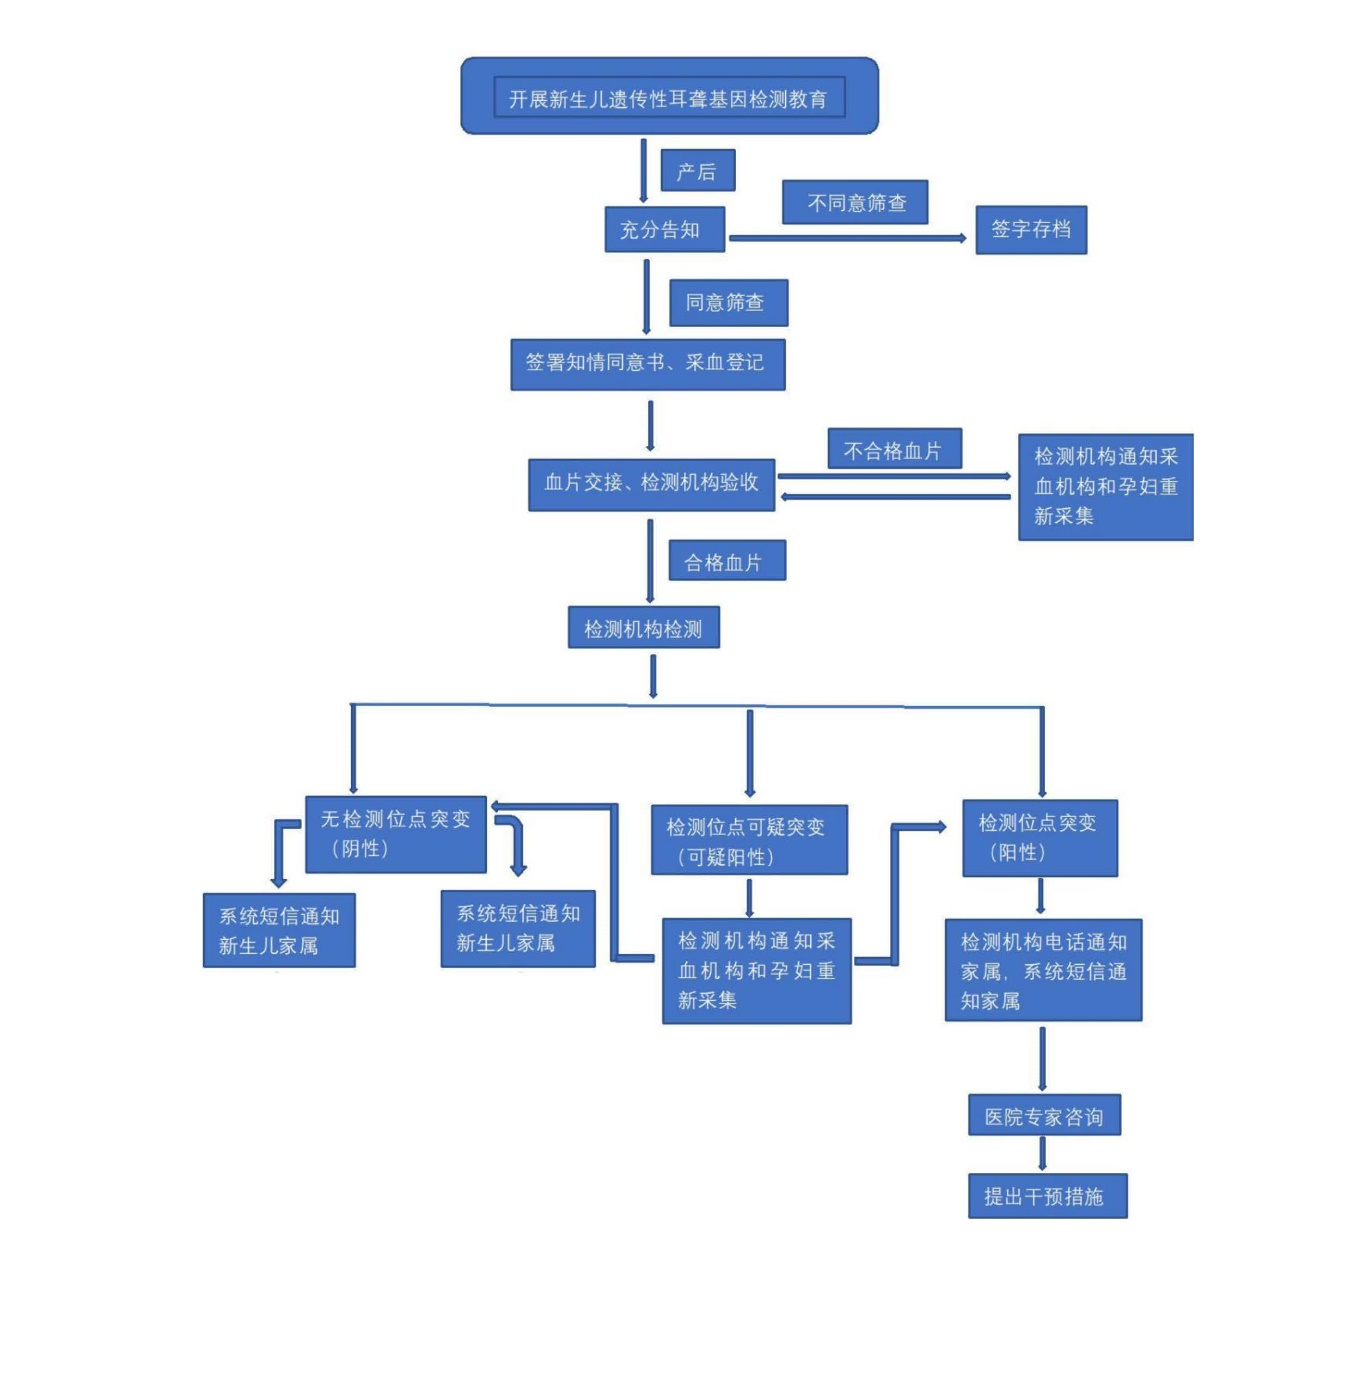 开展新生儿遗传性耳聋基因检测教育
产后
不同意筛查
充分告知
签字存档
同意筛查
签署知情同意书、采血登记
不合格血片
血片交接、检测机构验收
检测机构通知采
血机构和孕妇重
新采集
合格血片
检测机构检测
无检测位点突变
（阴性）
检测位点可疑突变
（可疑阳性）
检测位点突变
（阳性）
系统短信通知
新生儿家属
系统短信通知
新生儿家属
检测机构通知采
血机构和孕妇重
新采集
检测机构电话通知
家属，系统短信通
知家属
医院专家咨询
提出干预措施